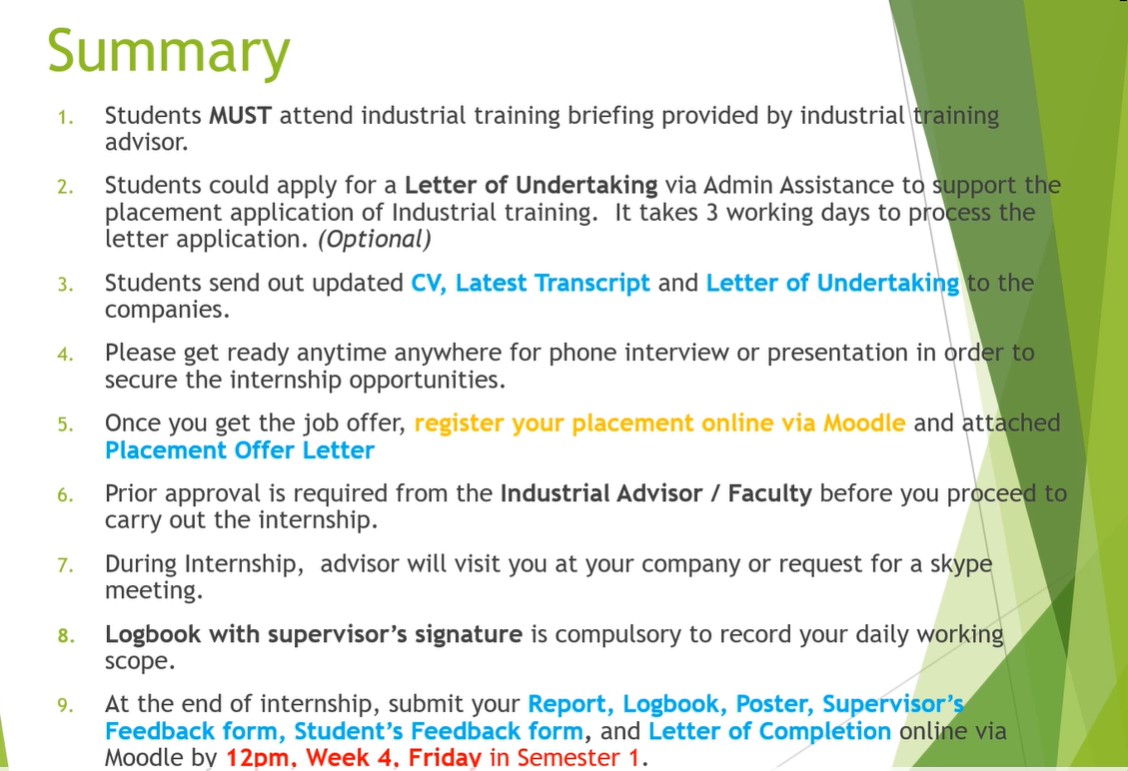 Summary
1. Students MUST attend industrial training briefing provided by industrial training
advisor.
2. Students could apply for a Letter of Undertaking via Admin Assistance to support the
placement application of Industrial training.  It takes 3 working days to process the
letter application. (Optional)
3. Students send out updated CV, Latest Transcript and Letter of Undertaking to the
companies.
4. Please get ready anytime anywhere for phone interview or presentation in order to
secure the internship opportunities.
5. Once you get the job offer, register your placement online via Moodle and attached
Placement Offer Letter
6. Prior approval is required from the Industrial Advisor / Faculty before you proceed to
carry out the internship.
7. During Internship,  advisor will visit you at your company or request for a skype
meeting.
8. Logbook with supervisor’s signature is compulsory to record your daily working
scope.
9. At the end of internship, submit your Report, Logbook, Poster, Supervisor’s
Feedback form, Student’s Feedback form, and Letter of Completion online via
Moodle by 12pm, Week 4, Friday in Semester 1.